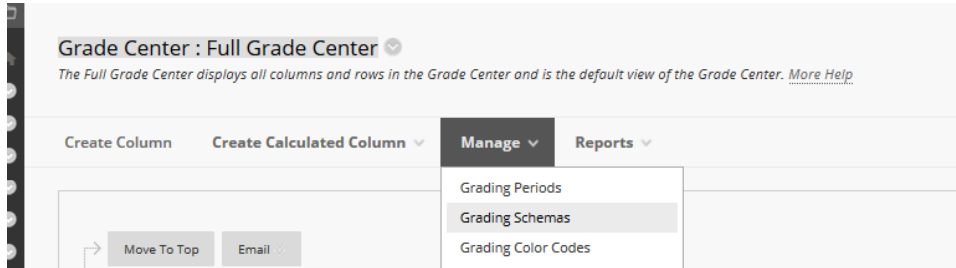 Grade Center : Full Grade Center
The Full Grade Center displays all columns and rows in the Grade Center and is the default view of the Grade Center. More Help
Create Column Create Calculated Column Manage Reports
Grading Periods
Grading Schemas
Move To Top Email Grading Color Codes